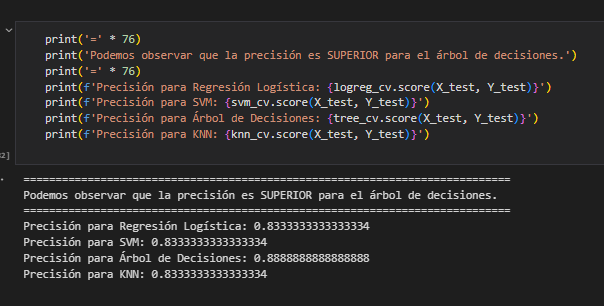 print('=' * 76)
print('Podemos observar que la precisión es SUPERIOR para el árbol de decisiones.')
print('=' * 76)
print(f'Precisión para Regresión Logística: {logreg_cv.score(X_test, Y_test)}')
print(f'Precisión para SVM: {svm_cv.score(X_test, Y_test)}')
print(f'Precisión para Árbol de Decisiones: {tree_cv.score(X_test, Y_test)}')
print(f'Precisión para KNN: {knn_cv.score(X_test, Y_test)}')
2]
============================================================================
Podemos observar que la precisión es SUPERIOR para el árbol de decisiones.
============================================================================
Precisión para Regresión Logística: 0.8333333333333334
Precisión para SVM: 0.8333333333333334
Precisión para Árbol de Decisiones: 0.8888888888888888
Precisión para KNN: 0.8333333333333334